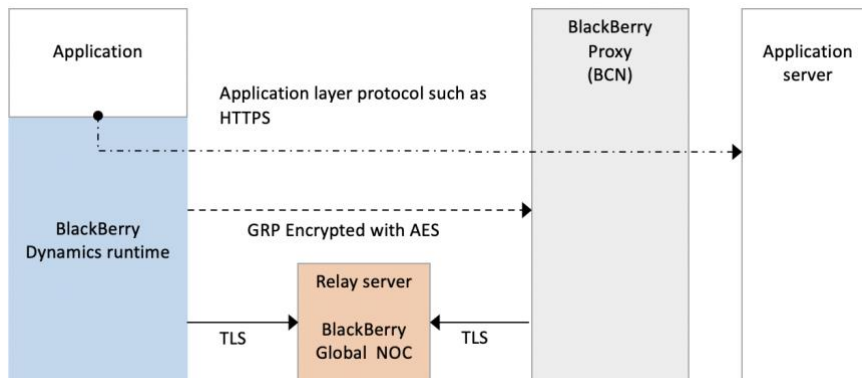 Application
BlackBerry
Proxy
(BCN)
Application
server
Application layer protocol such as
HTTPS
BlackBerry
Dynamics runtime
GRP Encrypted with AES
Relay server
BlackBerry
Global NOC
TLS
TLS